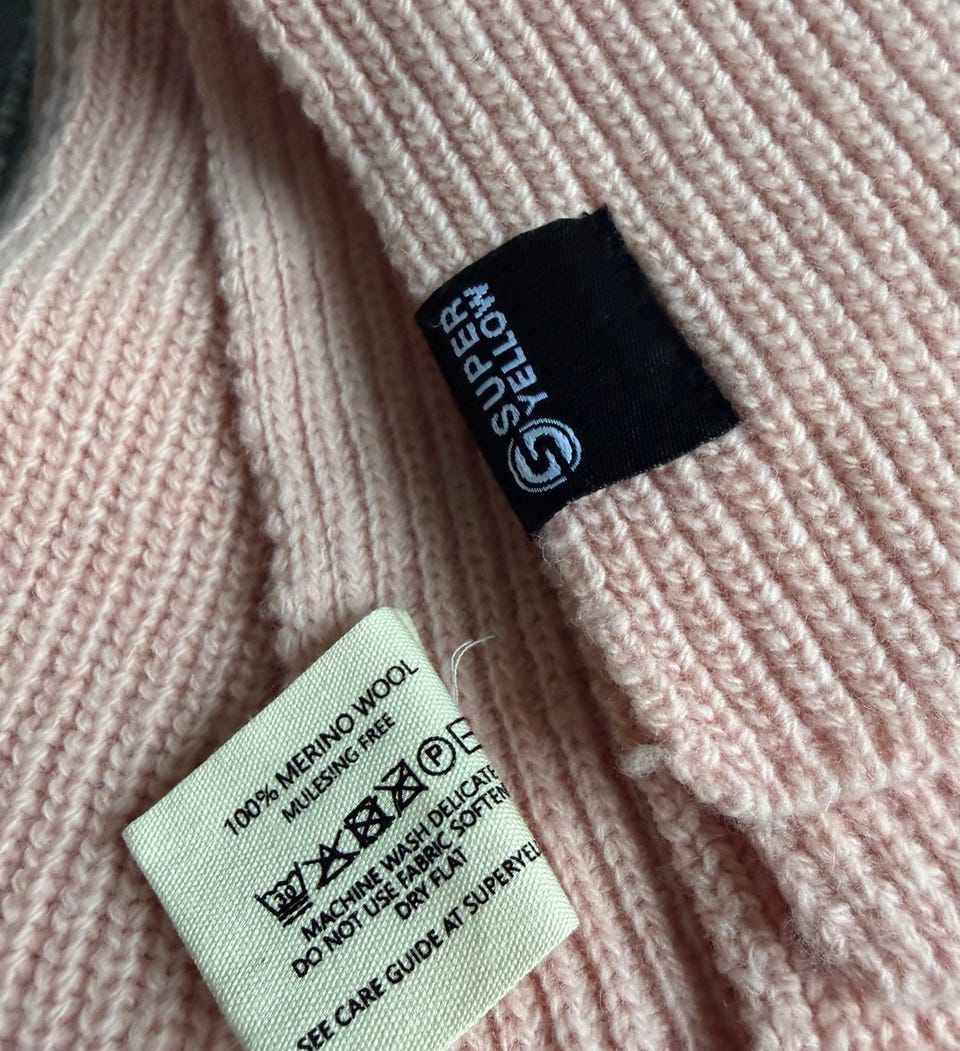 SUPER
YELLOW
100% MERINO WOOL
MULESING FREE
30
P
MACHINE WASH DELICATE
DO NOT USE FABRIC SOFTEN
DRY FLAT
SEE CARE GUIDE AT SUPERYEL